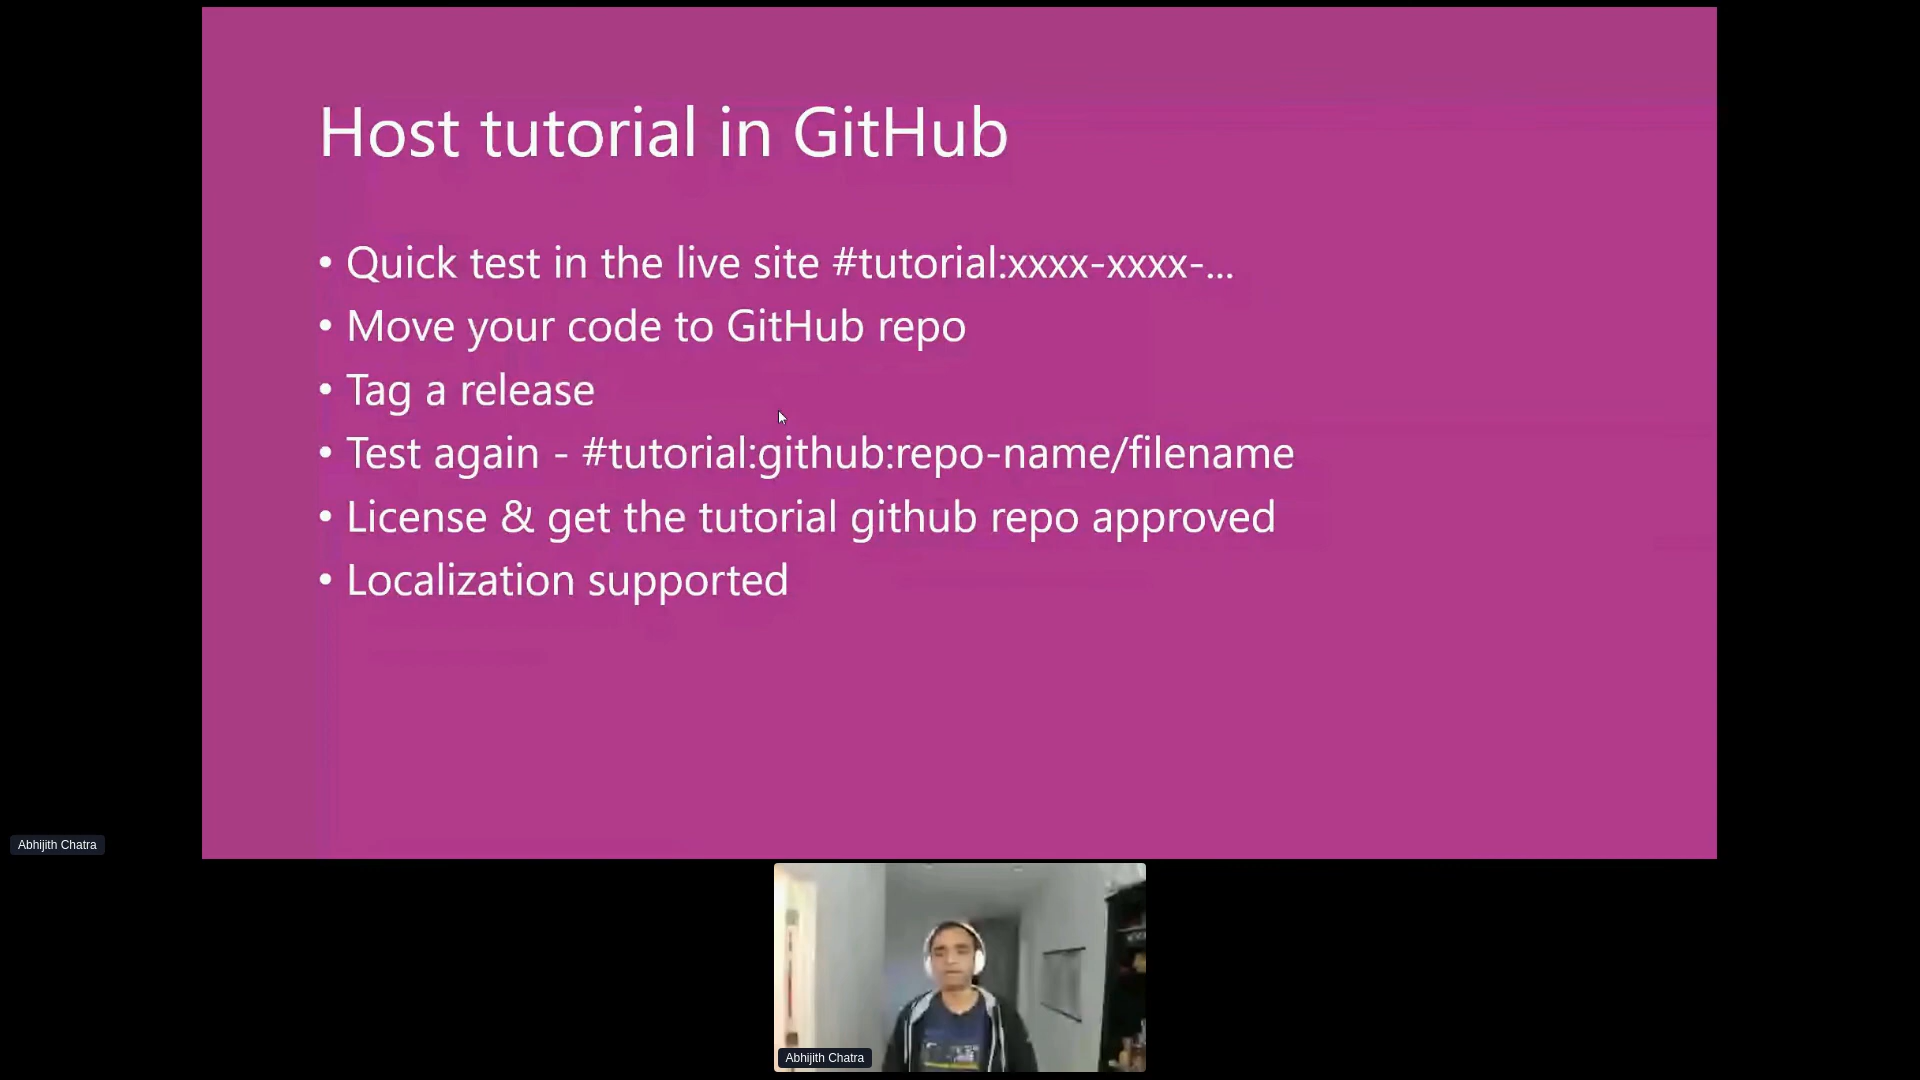 Host tutorial in GitHub
• Quick test in the live site #tutorial:xxxx-xxxx-...
• Move your code to GitHub repo
• Tag a release
• Test again - #tutorial:github:repo-name/filename
• License & get the tutorial github repo approved
• Localization supported
Abhijith Chatra
Abhijith Chatra